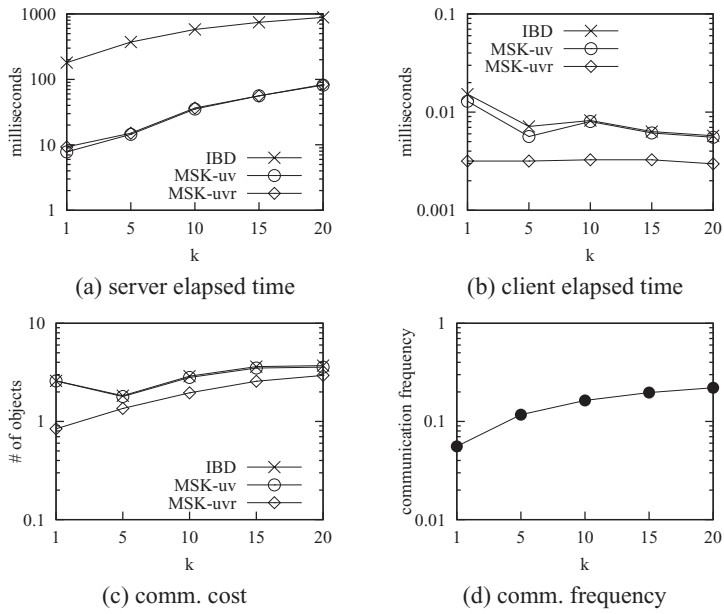 1000
100
10
1
milliseconds
IBD
MSK-uv
MSK-uvr
1 5 10 15 20
k
(a) server elapsed time
0.1
0.01
0.001
milliseconds
IBD
MSK-uv
MSK-uvr
1 5 10 15 20
k
(b) client elapsed time
10
1
0.1
# of objects
IBD
MSK-uv
MSK-uvr
1 5 10 15 20
k
(c) comm. cost
1
0.1
0.01
communication frequency
1 5 10 15 20
k
(d) comm. frequency